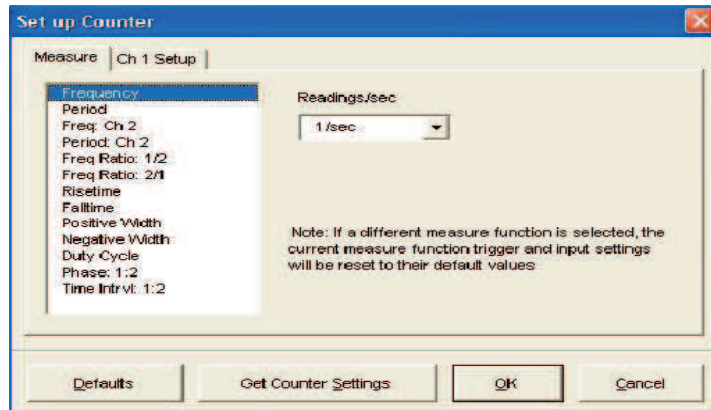 Set up Counter
Measure
Ch 1 Setup
Frequency
Period
Freq: Ch 2
Period: Ch 2
Freq Ratio: 1/2
Freq Ratio: 2/1
Risetime
Falltime
Positive Width
Negative Width
Duty Cycle
Phase: 1:2
Time Intrvl: 1:2
Readings/sec
1/sec
Note: If a different measure function is selected, the
current measure function trigger and input settings
will be reset to their default values
Defaults
Get Counter Settings
OK
Cancel